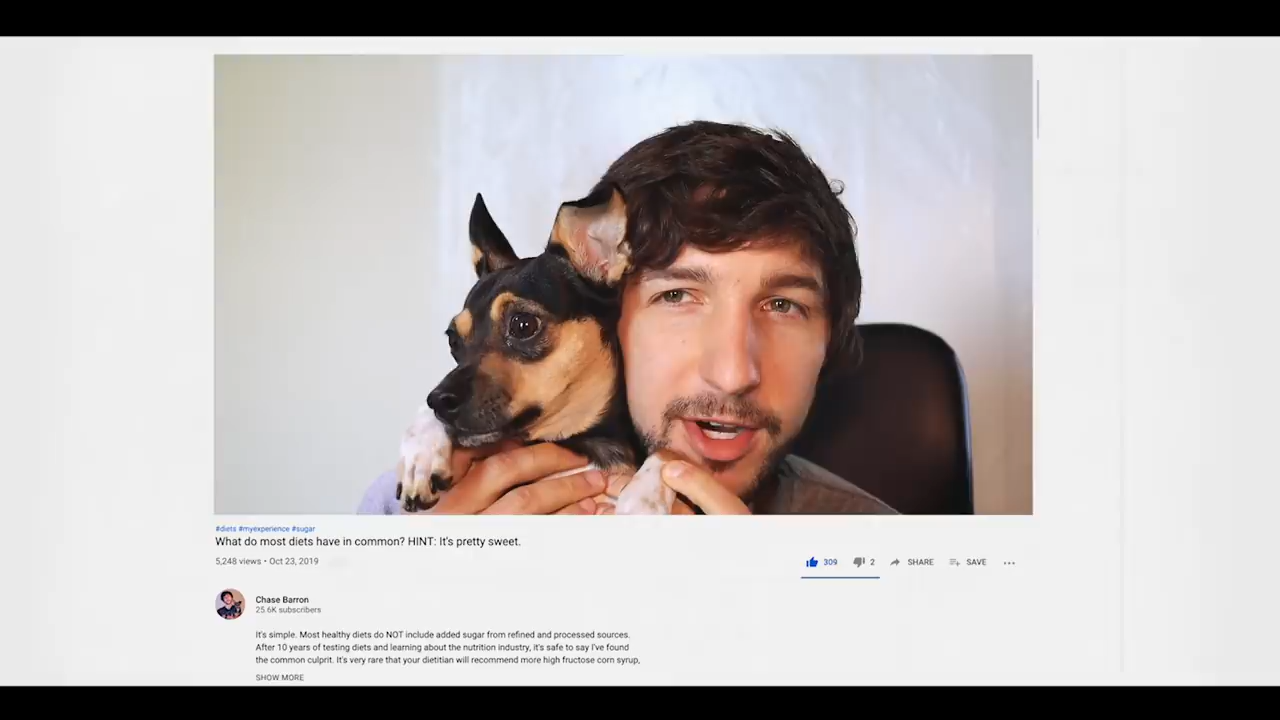 #diets #myexperience #sugar
What do most diets have in common? HINT: It's pretty sweet.
5,248 views • Oct 23, 2019
309
2
SHARE
SAVE
Chase Barron
25.6K subscribers
It's simple. Most healthy diets do NOT include added sugar from refined and processed sources.
After 10 years of testing diets and learning about the nutrition industry, it's safe to say I've found
the common culprit. It's very rare that your dietitian will recommend more high fructose corn syrup,
SHOW MORE